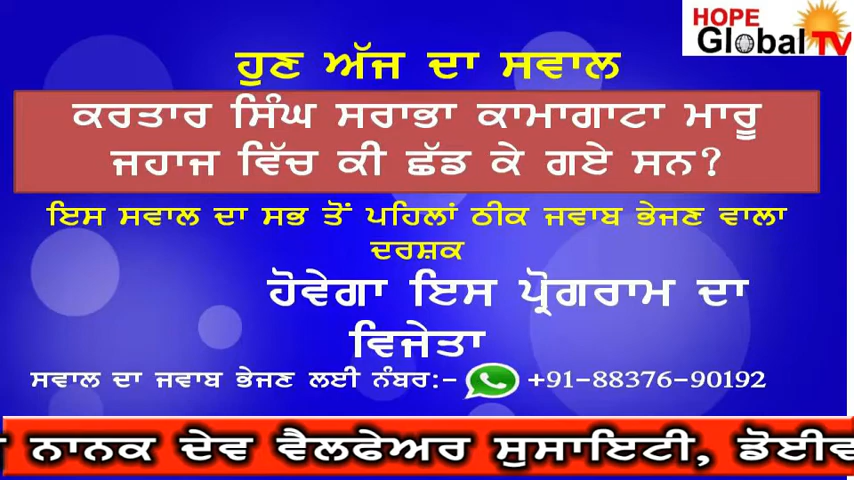 HOPE
Global TV
ਹੁਣ ਅੱਜ ਦਾ ਸਵਾਲ
ਕਰਤਾਰ ਸਿੰਘ ਸਰਾਭਾ ਕਾਮਾਗਾਟਾ ਮਾਰੂ
ਜਹਾਜ ਵਿੱਚ ਕੀ ਛੱਡ ਕੇ ਗਏ ਸਨ?
ਇਸ ਸਵਾਲ ਦਾ ਸਭ ਤੋਂ ਪਹਿਲਾਂ ਠੀਕ ਜਵਾਬ ਭੇਜਣ ਵਾਲਾ
ਦਰਸ਼ਕ
ਹੋਵੇਗਾ ਇਸ ਪ੍ਰੋਗਰਾਮ ਦਾ
ਵਿਜੇਤਾ
ਸਵਾਲ ਦਾ ਜਵਾਬ ਭੇਜਣ ਲਈ ਨੰਬਰ:- +91-88376-90192
ਨਾਨਕ ਦੇਵ ਵੈਲਫੇਅਰ ਸੁਸਾਇਟੀ,